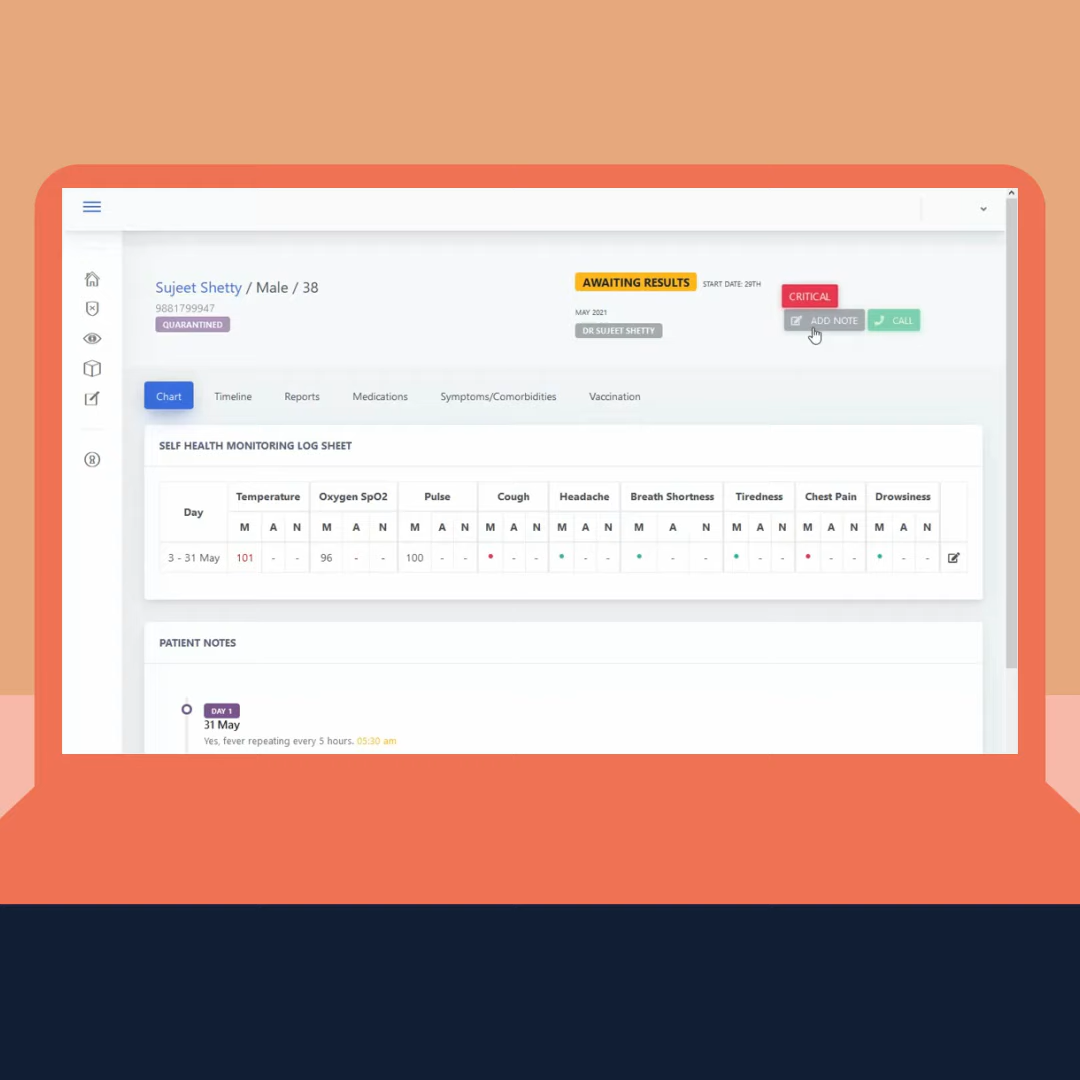 Sujeet Shetty / Male / 38
9881799947
QUARANTINED
AWAITING RESULTS START DATE: 29TH
MAY 2021
DR SUJEET SHETTY
CRITICAL
ADD NOTE CALL
Chart Timeline Reports Medications Symptoms/Comorbidities Vaccination
SELF HEALTH MONITORING LOG SHEET
Day Temperature Oxygen SpO2 Pulse Cough Headache Breath Shortness Tiredness Chest Pain Drowsiness
M A N M A N M A N M A N M A N M A N M A N M A N M A N
3 - 31 May 101 - - 96 - - 100 - - • - - • - - • - - • - - • - - • - -
PATIENT NOTES
DAY 1
31 May
Yes, fever repeating every 5 hours. 05:30 am